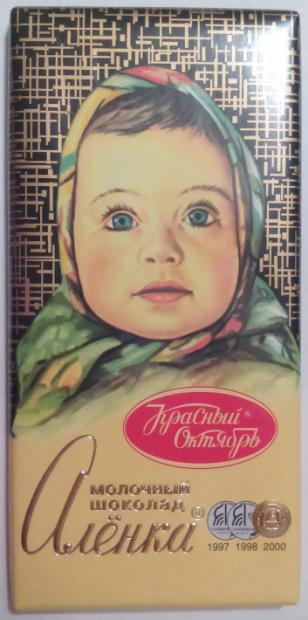 Красный®
Октябрь
молочный
шоколад
Алёнка®
1997 1998 2000